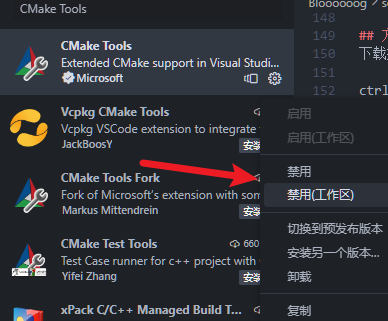 CMake Tools
148
149
150
151
152
## 
下载
ctrl
CMake Tools
Extended CMake support in Visual Studi...
Microsoft
Vcpkg CMake Tools
Vcpkg VSCode extension to integrate
JackBoosY
安装
CMake Tools Fork
Fork of Microsoft's extension with som
Markus Mittendrein
安装
CMake Test Tools
660
Test Case runner for c++ project with
Yifei Zhang
安装
xPack C/C++ Managed Build T...
启用
启用(工作区)
禁用
禁用(工作区)
切换到预发布版本
安装另一个版本...
卸载
复制